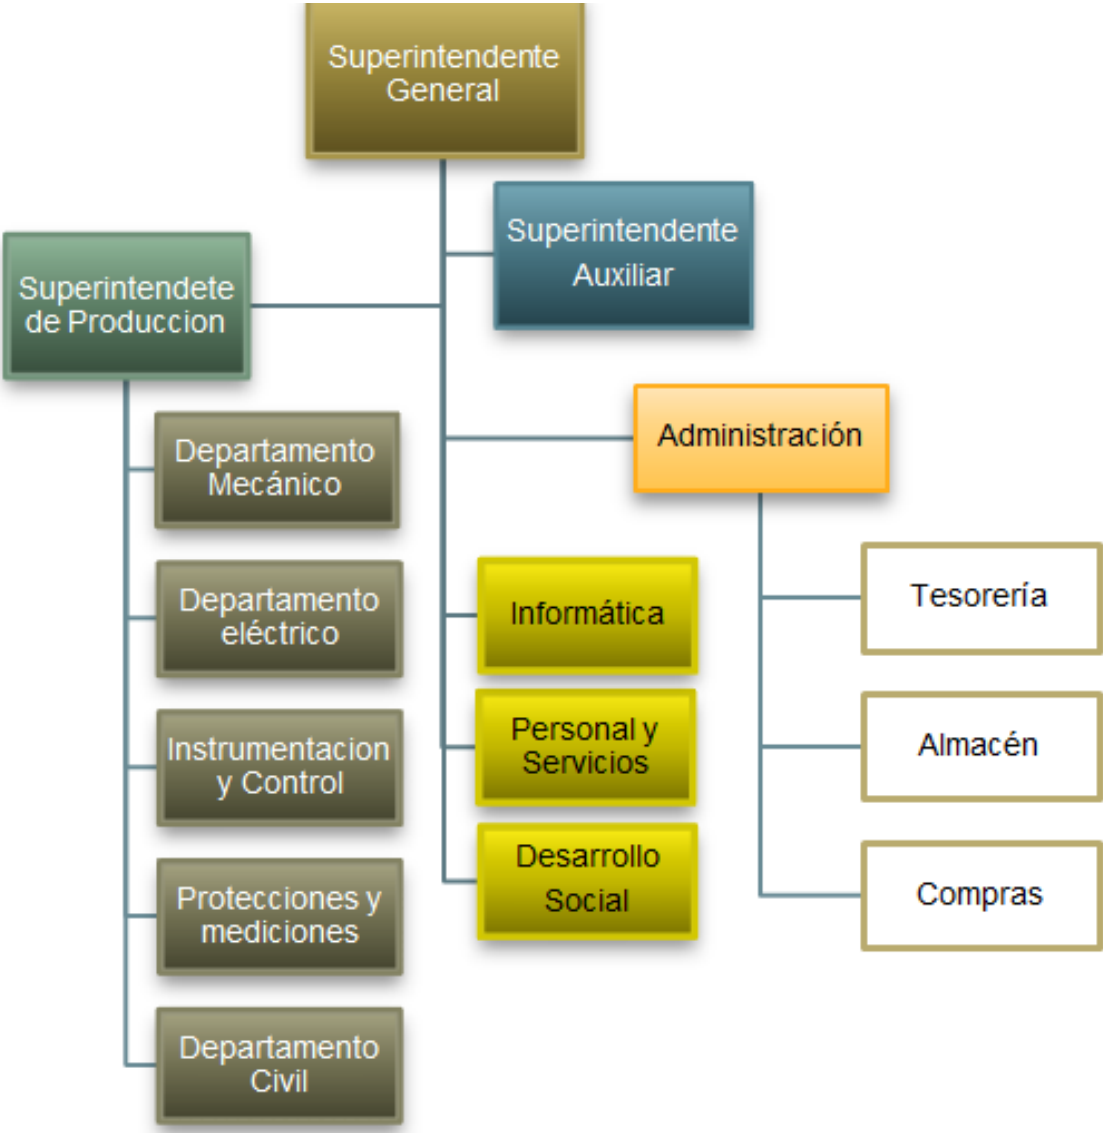 Superintendente
General
Superintendente
Auxiliar
Superintendete
de Produccion
Departamento
Mecánico
Departamento
eléctrico
Instrumentacion
y Control
Protecciones y
mediciones
Departamento
Civil
Informática
Personal y
Servicios
Desarrollo
Social
Administración
Tesorería
Almacén
Compras